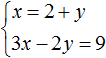 x = 2 + y
3x - 2y = 9